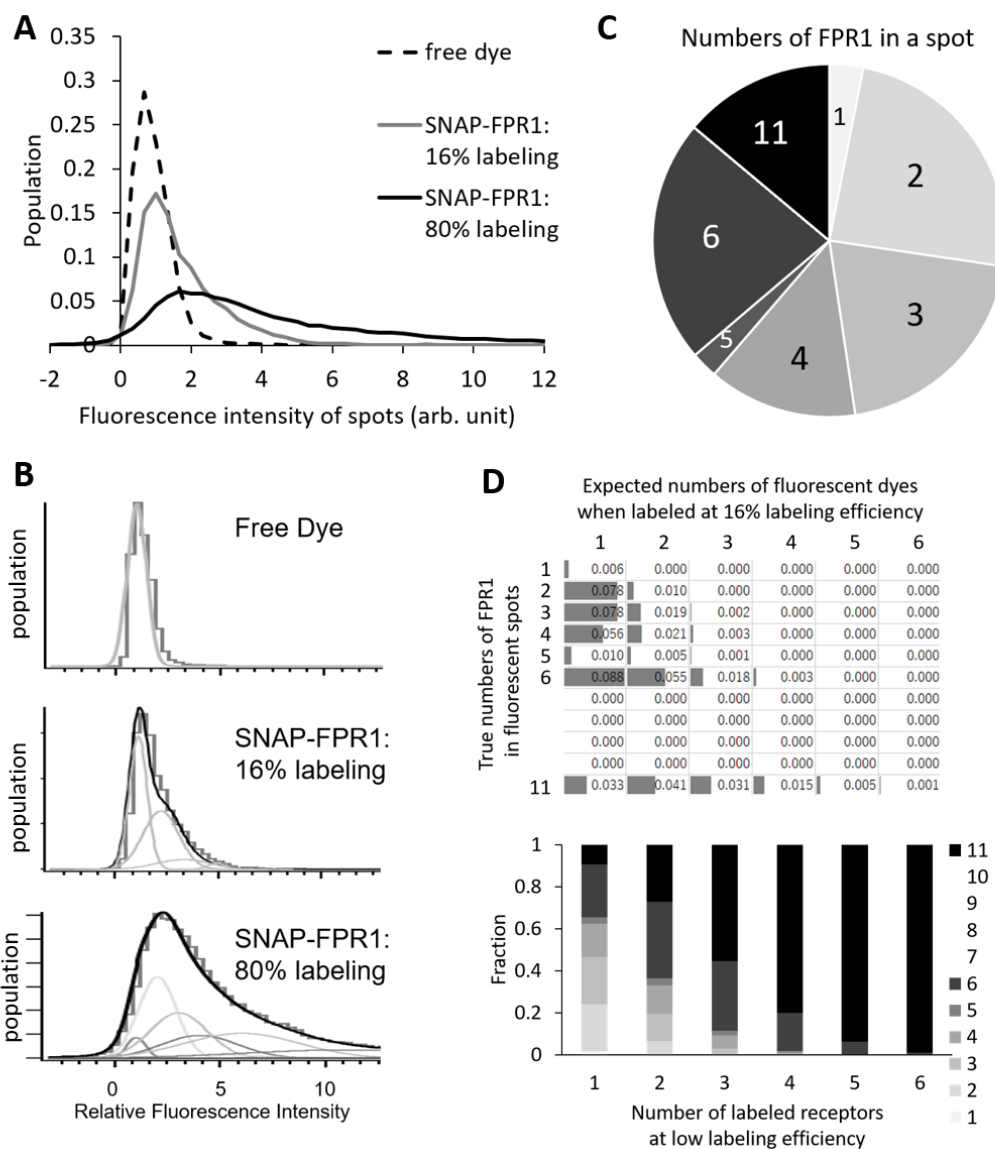 A
0.35
0.3
0.25
0.2
0.15
0.1
0.05
0
Population
-2 0 2 4 6 8 10 12
Fluorescence intensity of spots (arb. unit)
free dye
SNAP-FPR1:
16% labeling
SNAP-FPR1:
80% labeling
C
Numbers of FPR1 in a spot
1
2
3
4
5
6
11
B
Free Dye
population
SNAP-FPR1:
16% labeling
population
SNAP-FPR1:
80% labeling
population
0 5 10
Relative Fluorescence Intensity
D
Expected numbers of fluorescent dyes
when labeled at 16% labeling efficiency
1 2 3 4 5 6
True numbers of FPR1
in fluorescent spots
1 0.006 0.000 0.000 0.000 0.000 0.000
2 0.078 0.010 0.000 0.000 0.000 0.000
3 0.078 0.019 0.002 0.000 0.000 0.000
4 0.056 0.021 0.003 0.000 0.000 0.000
5 0.010 0.005 0.001 0.000 0.000 0.000
6 0.088 0.055 0.018 0.003 0.000 0.000
0.000 0.000 0.000 0.000 0.000 0.000
0.000 0.000 0.000 0.000 0.000 0.000
0.000 0.000 0.000 0.000 0.000 0.000
0.000 0.000 0.000 0.000 0.000 0.000
11 0.033 0.041 0.031 0.015 0.005 0.001
1
0.8
0.6
0.4
0.2
0
Fraction
1 2 3 4 5 6
Number of labeled receptors
at low labeling efficiency
11
10
9
8
7
6
5
4
3
2
1